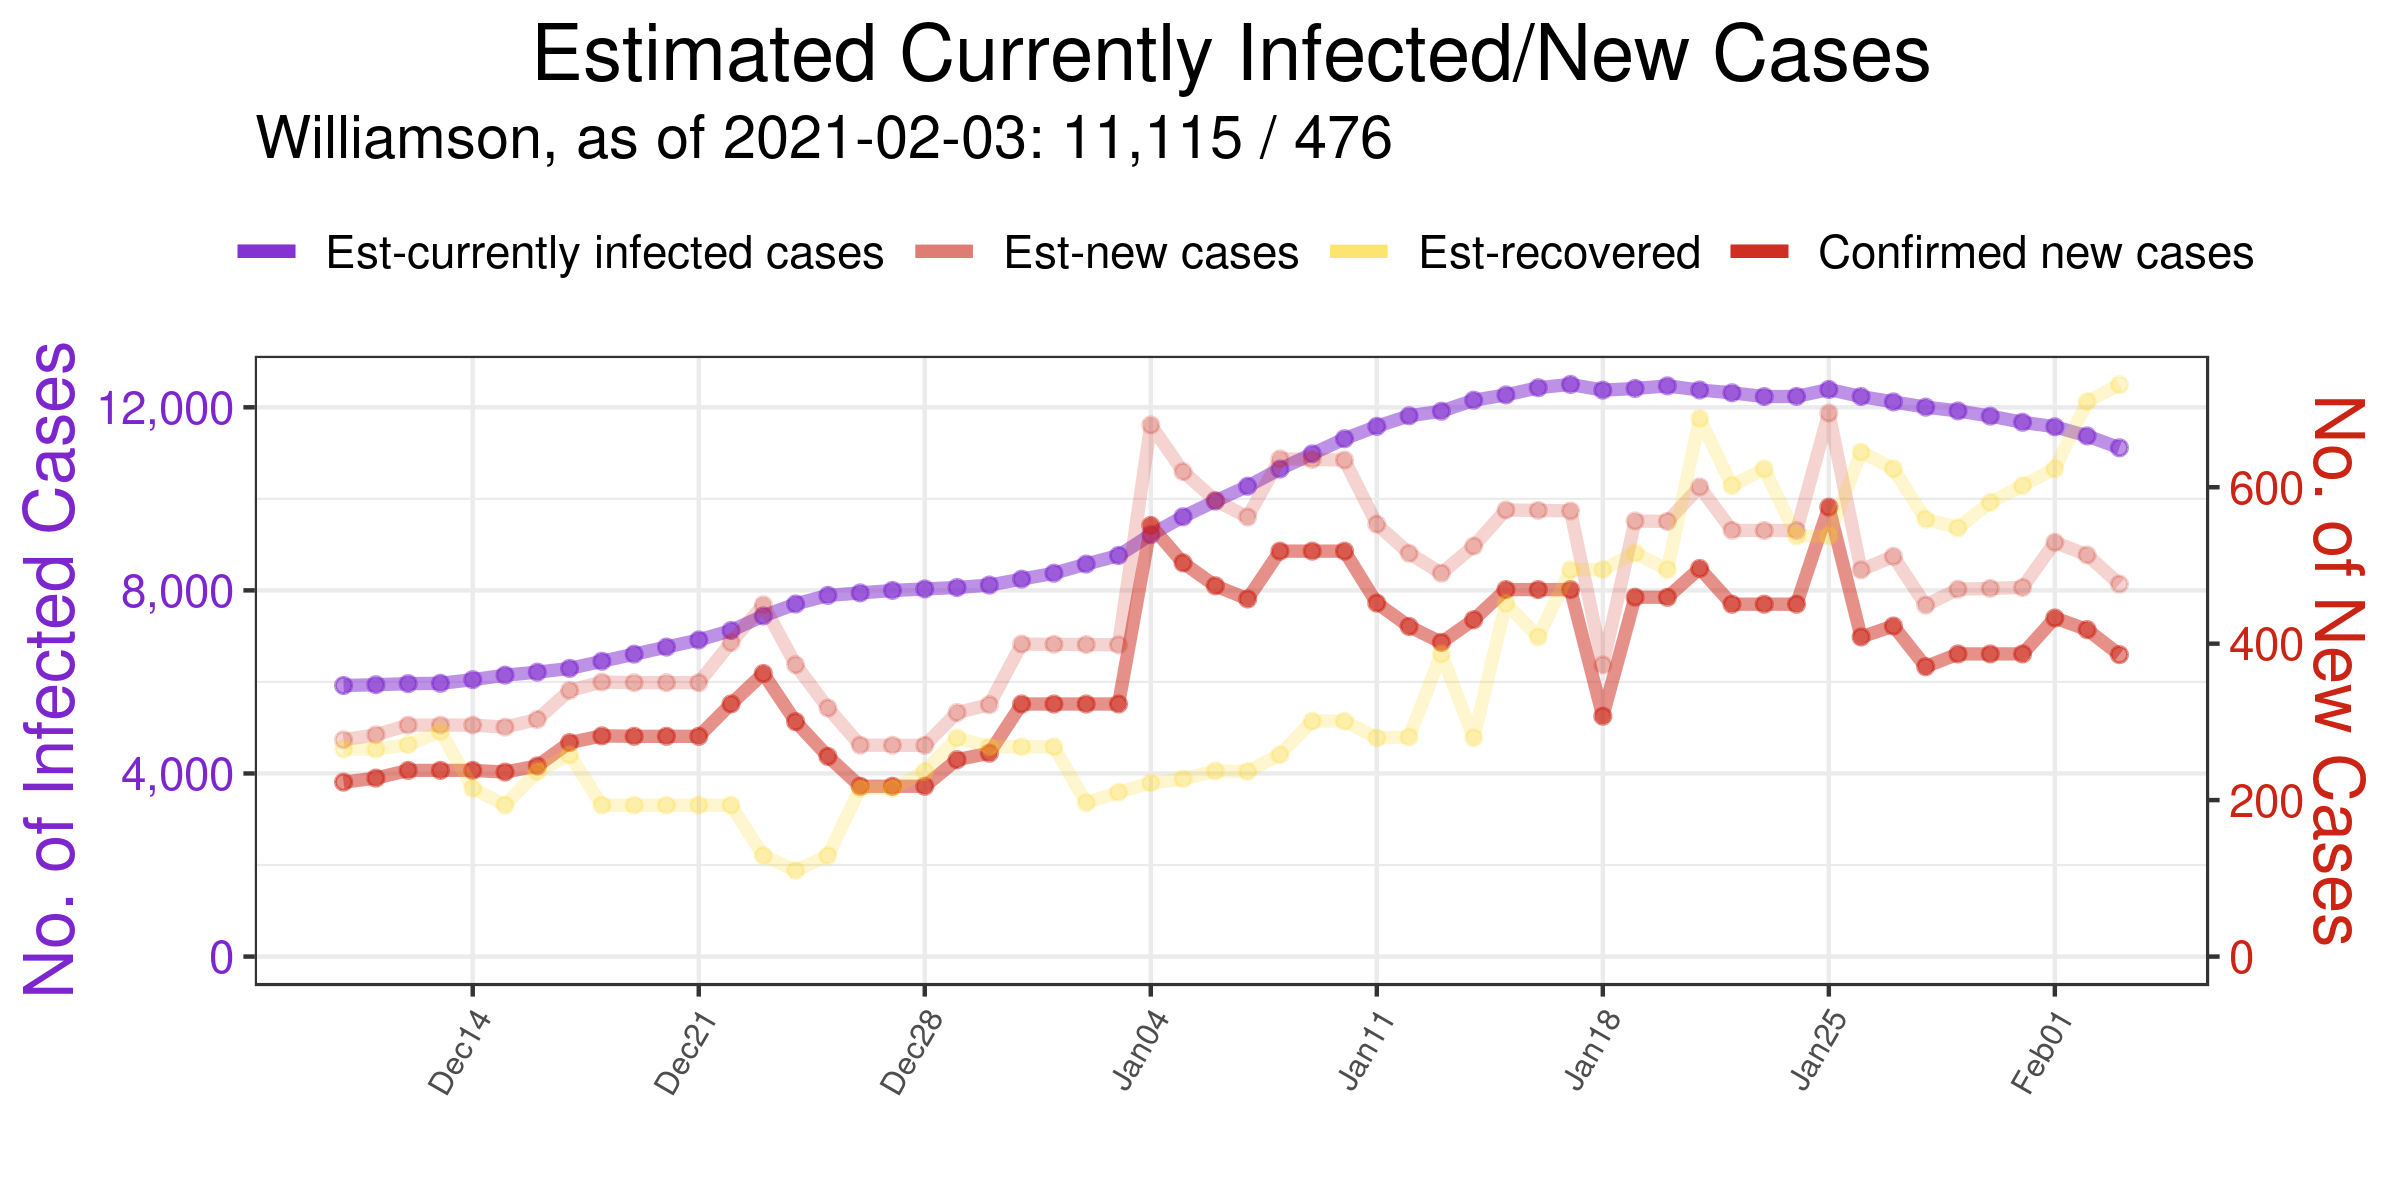 Estimated Currently Infected/New Cases
Williamson, as of 2021-02-03: 11,115 / 476
Est-currently infected cases Est-new cases Est-recovered Confirmed new cases
No. of Infected Cases
12,000
8,000
4,000
0
600
400
200
0
No. of New Cases
Dec14 Dec21 Dec28 Jan04 Jan11 Jan18 Jan25 Feb01